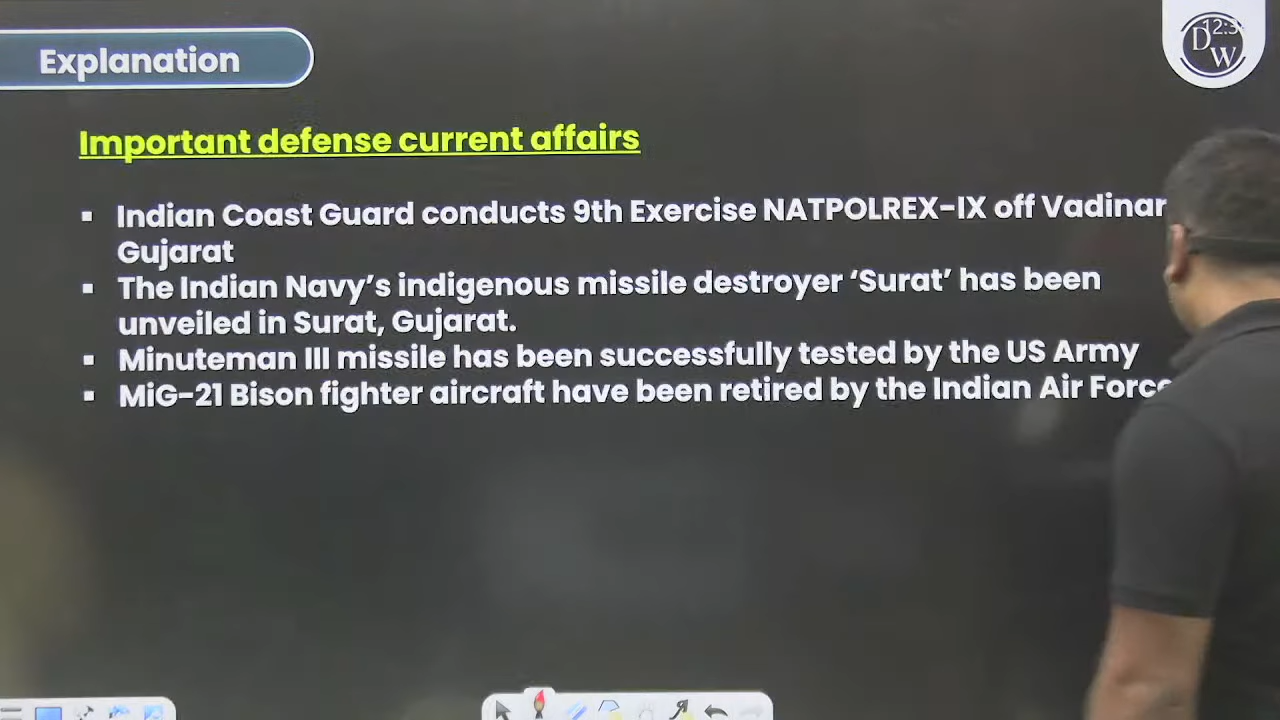 Explanation
Important defense current affairs
▪ Indian Coast Guard conducts 9th Exercise NATPOLREX-IX off Vadinar
Gujarat
▪ The Indian Navy's indigenous missile destroyer ‘Surat’ has been
unveiled in Surat, Gujarat.
▪ Minuteman III missile has been successfully tested by the US Army
▪ MiG-21 Bison fighter aircraft have been retired by the Indian Air Force
D
W